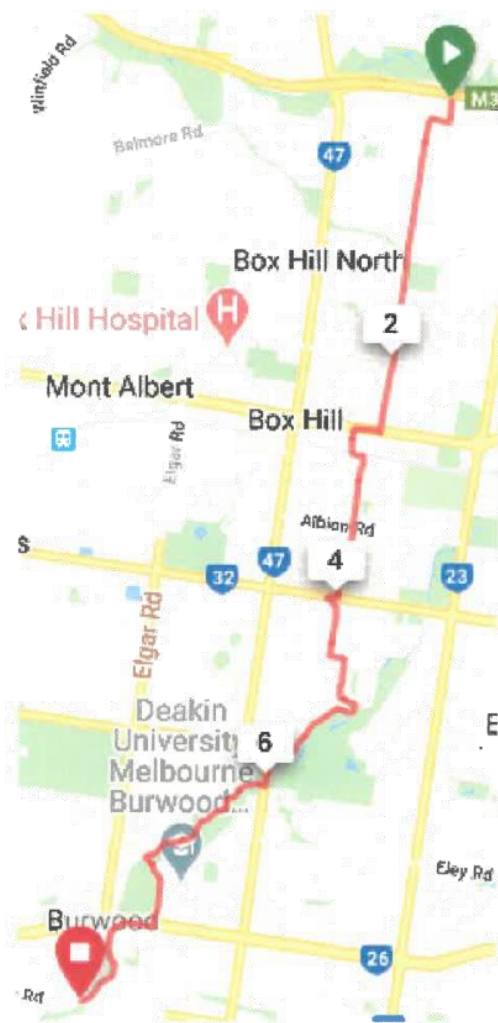 Winfield Rd
M3
Belmore Rd
47
Box Hill North
x Hill Hospital
H
2
Mont Albert
Box Hill
Elgar Rd
Albion Rd
s
4
47
32
23
Elgar Rd
Deakin
University
Melbourne
Burwood...
6
E
Eley Rd
Burwood
26
Rd